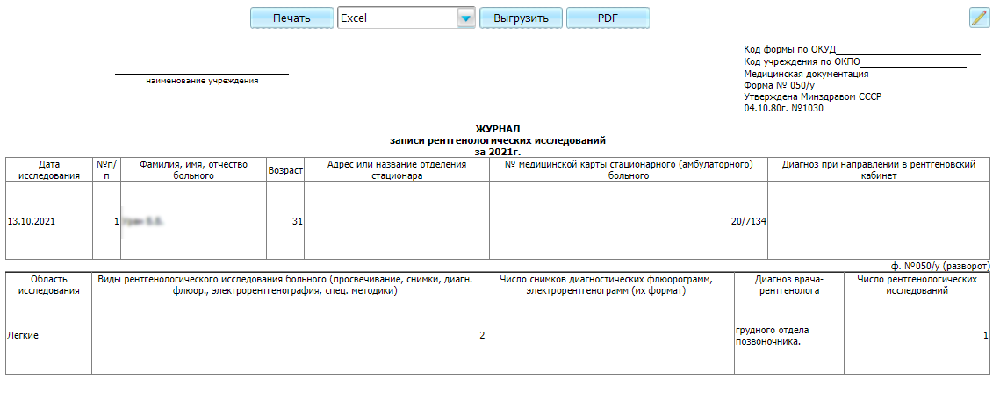 Печать
Excel
Выгрузить
PDF
Код формы по ОКУД
Код учреждения по ОКПО
Медицинская документация
Форма № 050/у
Утверждена Минздравом СССР
04.10.80г. №1030
наименование учреждения
ЖУРНАЛ
записи рентгенологических исследований
за 2021г.
Дата
исследования
№п/
п
Фамилия, имя, отчество
больного
Возраст
Адрес или название отделения
стационара
№ медицинской карты стационарного (амбулаторного)
больного
Диагноз при направлении в рентгеновский
кабинет
13.10.2021
1
31
20/7134
ф. №050/у (разворот)
Область
исследования
Виды рентгенологического исследования больного (просвечивание, снимки, диагн.
флюор., электрорентгенография, спец. методики)
Число снимков диагностических флюорограмм,
электрорентгенограмм (их формат)
Диагноз врача-
рентгенолога
Число рентгенологических
исследований
Легкие
2
грудного отдела
позвоночника.
1